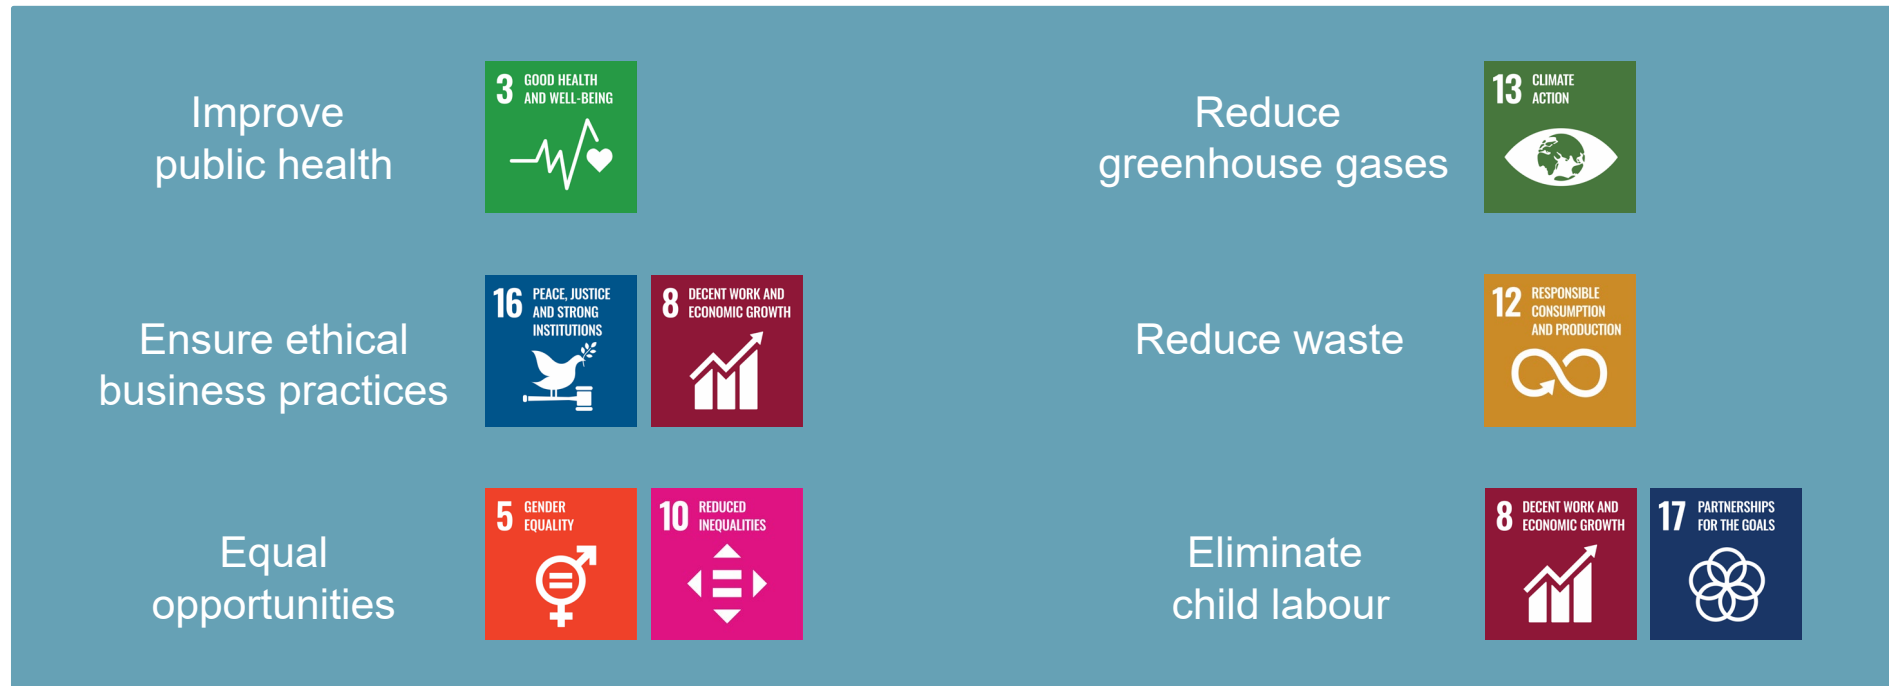 Improve
public health
3 GOOD HEALTH
AND WELL-BEING
Reduce
greenhouse gases
13 CLIMATE
ACTION
Ensure ethical
business practices
16 PEACE, JUSTICE
AND STRONG
INSTITUTIONS
8 DECENT WORK AND
ECONOMIC GROWTH
Reduce waste
12 RESPONSIBLE
CONSUMPTION
AND PRODUCTION
Equal
opportunities
5 GENDER
EQUALITY
10 REDUCED
INEQUALITIES
Eliminate
child labour
8 DECENT WORK AND
ECONOMIC GROWTH
17 PARTNERSHIPS
FOR THE GOALS